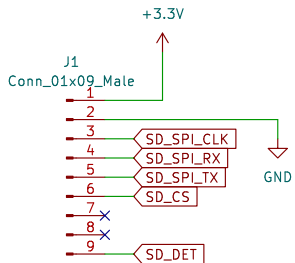 +3.3V
J1
Conn_01x09_Male
1
2
3 SD_SPI_CLK
4 SD_SPI_RX
5 SD_SPI_TX
GND
6 SD_CS
7
8
9 SD_DET